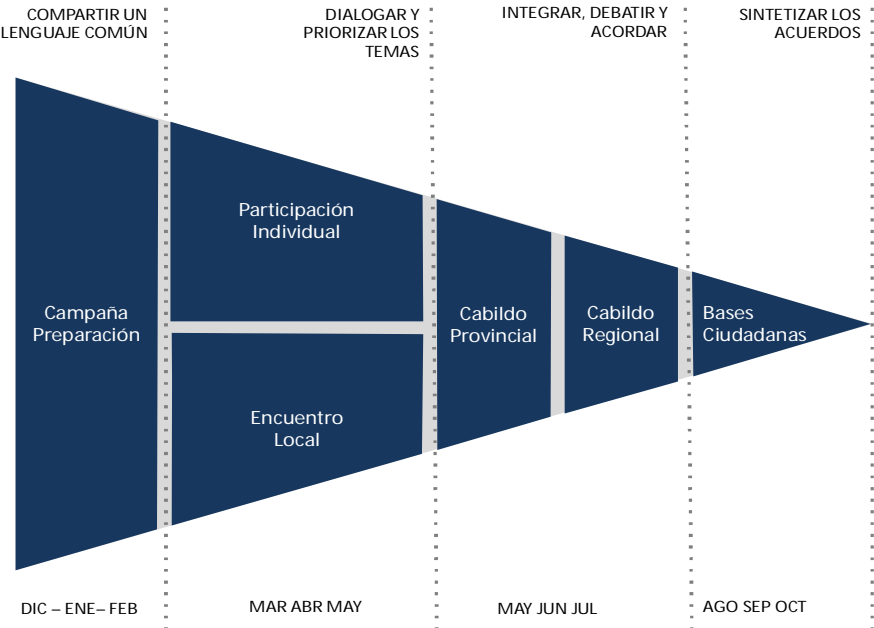 COMPARTIR UN
LENGUAJE COMÚN
DIALOGAR Y
PRIORIZAR LOS
TEMAS
INTEGRAR, DEBATIR Y
ACORDAR
SINTETIZAR LOS
ACUERDOS
Campaña
Preparación
Participación
Individual
Encuentro
Local
Cabildo
Provincial
Cabildo
Regional
Bases
Ciudadanas
DIC – ENE– FEB
MAR ABR MAY
MAY JUN JUL
AGO SEP OCT